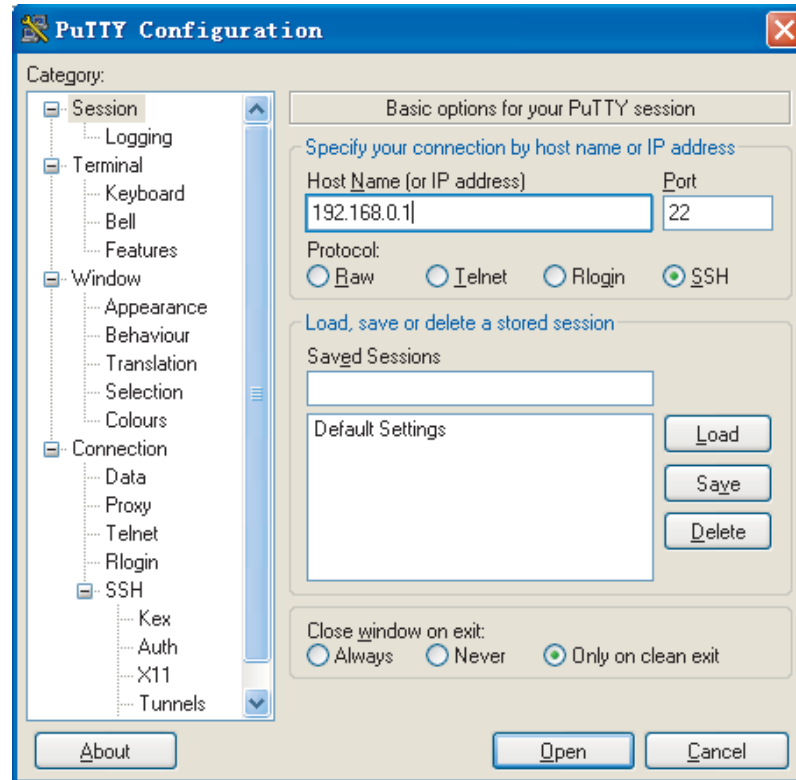 PuTTY Configuration
Category:
Session
Logging
Terminal
Keyboard
Bell
Features
Window
Appearance
Behaviour
Translation
Selection
Colours
Connection
Data
Proxy
Telnet
Rlogin
SSH
Kex
Auth
X11
Tunnels
Basic options for your PuTTY session
Specify your connection by host name or IP address
Host Name (or IP address) Port
192.168.0.1 22
Protocol:
Raw Telnet Rlogin SSH
Load, save or delete a stored session
Saved Sessions
Default Settings
Load
Save
Delete
Close window on exit:
Always Never Only on clean exit
About Open Cancel